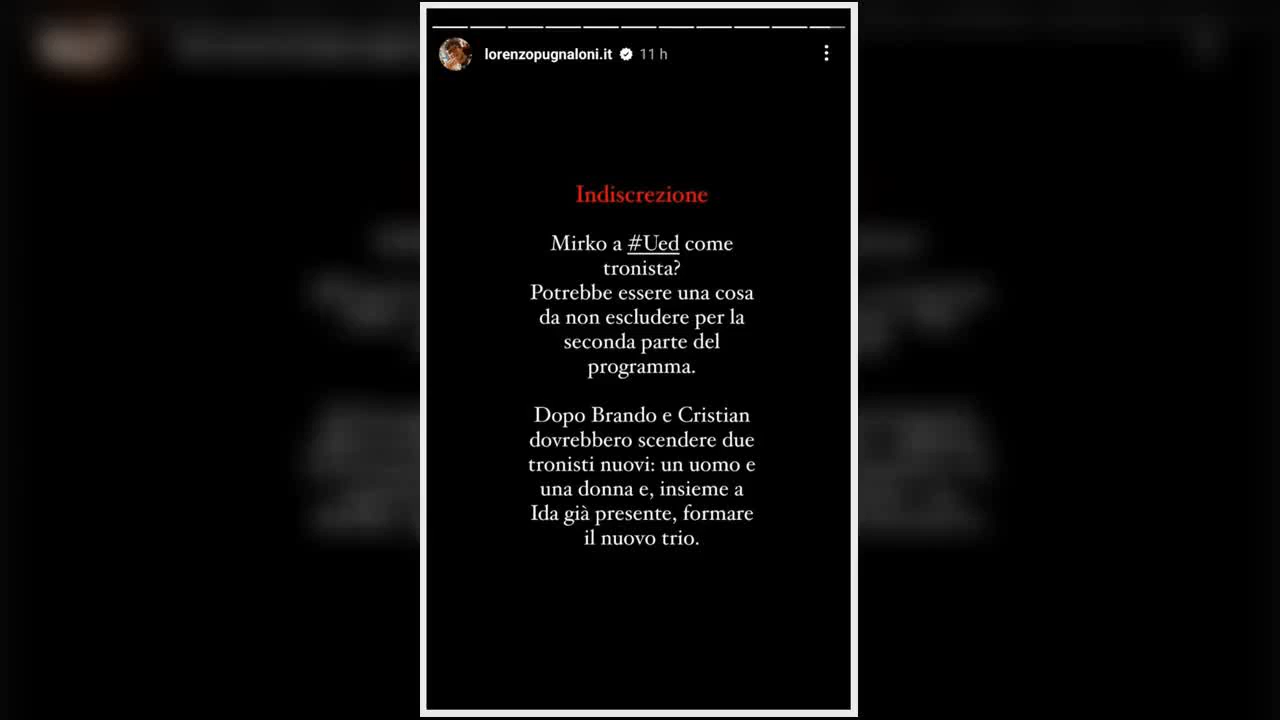 lorenzopugnaloni.it 11 h
Indiscrezione
Mirko a #Ued come
tronista?
Potrebbe essere una cosa
da non escludere per la
seconda parte del
programma.
Dopo Brando e Cristian
dovrebbero scendere due
tronisti nuovi: un uomo e
una donna e, insieme a
Ida già presente, formare
il nuovo trio.